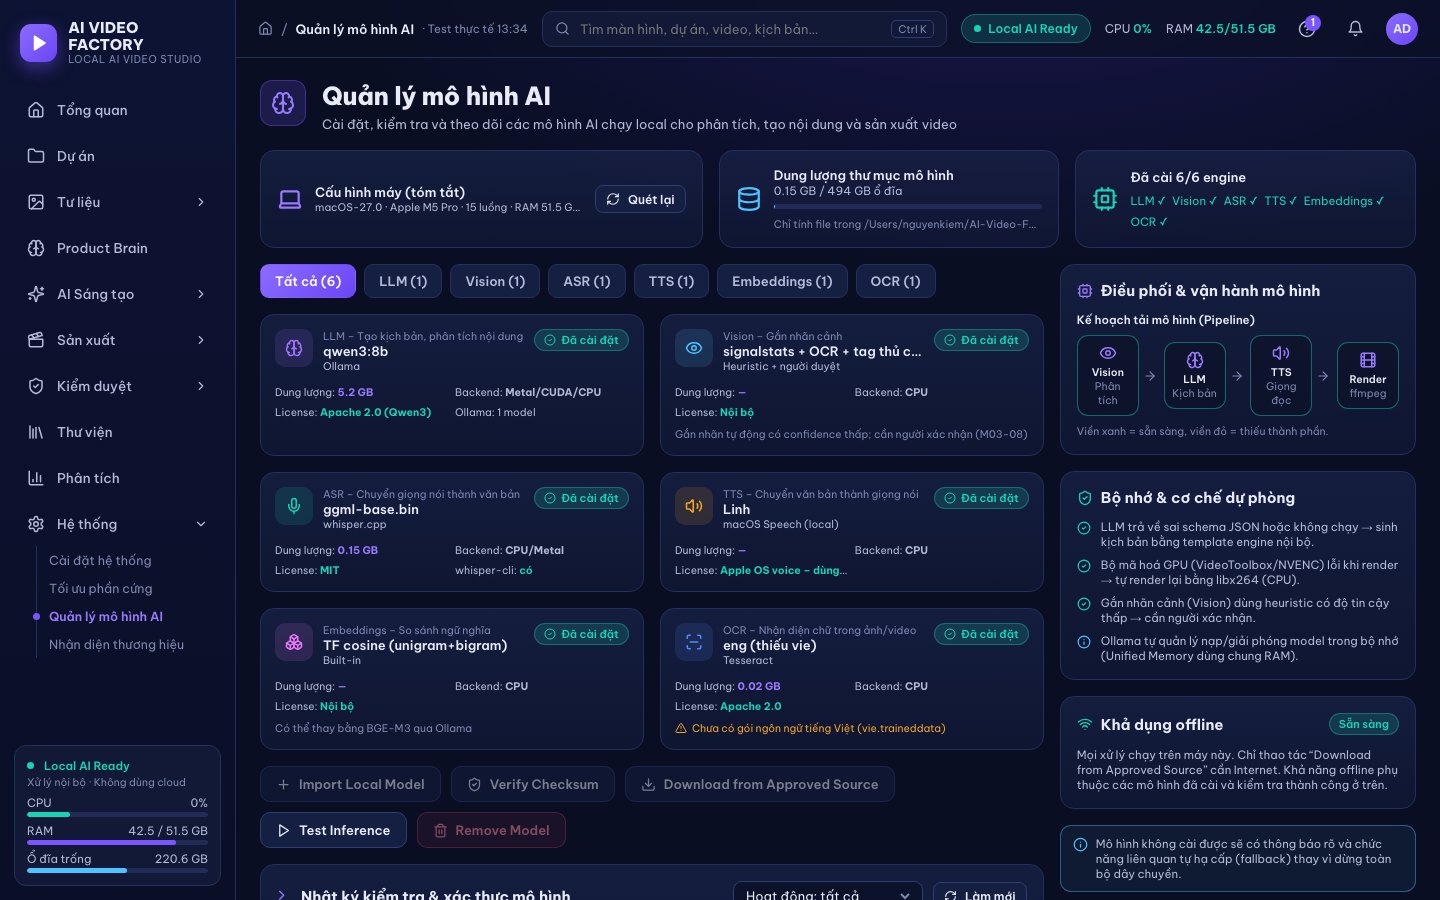 AI VIDEO
FACTORY
LOCAL AI VIDEO STUDIO
Tổng quan
Dự án
Tư liệu
Product Brain
AI Sáng tạo
Sản xuất
Kiểm duyệt
Thư viện
Phân tích
Hệ thống
Cài đặt hệ thống
Tối ưu phần cứng
Quản lý mô hình AI
Nhận diện thương hiệu
Local AI Ready
Xử lý nội bộ · Không dùng cloud
CPU 0%
RAM 42.5 / 51.5 GB
Ổ đĩa trống 220.6 GB
/ Quản lý mô hình AI · Test thực tế 13:34
Tìm màn hình, dự án, video, kịch bản... Ctrl K
Local AI Ready
CPU 0%
RAM 42.5/51.5 GB
1
AD
Quản lý mô hình AI
Cài đặt, kiểm tra và theo dõi các mô hình AI chạy local cho phân tích, tạo nội dung và sản xuất video
Cấu hình máy (tóm tắt)
macOS-27.0 · Apple M5 Pro · 15 luồng · RAM 51.5 G...
Quét lại
Dung lượng thư mục mô hình
0.15 GB / 494 GB ổ đĩa
Chỉ tính file trong /Users/nguyenkiem/AI-Video-F...
Đã cài 6/6 engine
LLM ✓ Vision ✓ ASR ✓ TTS ✓ Embeddings ✓
OCR ✓
Tất cả (6)
LLM (1)
Vision (1)
ASR (1)
TTS (1)
Embeddings (1)
OCR (1)
LLM – Tạo kịch bản, phân tích nội dung
qwen3:8b
Ollama
Đã cài đặt
Dung lượng: 5.2 GB
Backend: Metal/CUDA/CPU
License: Apache 2.0 (Qwen3)
Ollama: 1 model
Vision – Gắn nhãn cảnh
signalstats + OCR + tag thủ c...
Heuristic + người duyệt
Đã cài đặt
Dung lượng: —
Backend: CPU
License: Nội bộ
Gắn nhãn tự động có confidence thấp; cần người xác nhận (M03-08)
ASR – Chuyển giọng nói thành văn bản
ggml-base.bin
whisper.cpp
Đã cài đặt
Dung lượng: 0.15 GB
Backend: CPU/Metal
License: MIT
whisper-cli: có
TTS – Chuyển văn bản thành giọng nói
Linh
macOS Speech (local)
Đã cài đặt
Dung lượng: —
Backend: CPU
License: Apple OS voice – dùng...
Embeddings – So sánh ngữ nghĩa
TF cosine (unigram+bigram)
Built-in
Đã cài đặt
Dung lượng: —
Backend: CPU
License: Nội bộ
Có thể thay bằng BGE-M3 qua Ollama
OCR – Nhận diện chữ trong ảnh/video
eng (thiếu vie)
Tesseract
Đã cài đặt
Dung lượng: 0.02 GB
Backend: CPU
License: Apache 2.0
Chưa có gói ngôn ngữ tiếng Việt (vie.traineddata)
Import Local Model
Verify Checksum
Download from Approved Source
Test Inference
Remove Model
Nhật ký kiểm tra & xác thực mô hình
Hoạt động: tất cả
Làm mới
Điều phối & vận hành mô hình
Kế hoạch tải mô hình (Pipeline)
Vision
Phân
tích
LLM
Kịch bản
TTS
Giọng
đọc
Render
ffmpeg
Viền xanh = sẵn sàng, viền đỏ = thiếu thành phần.
Bộ nhớ & cơ chế dự phòng
LLM trả về sai schema JSON hoặc không chạy → sinh
kịch bản bằng template engine nội bộ.
Bộ mã hoá GPU (VideoToolbox/NVENC) lỗi khi render
→ tự render lại bằng libx264 (CPU).
Gắn nhãn cảnh (Vision) dùng heuristic có độ tin cậy
thấp → cần người xác nhận.
Ollama tự quản lý nạp/giải phóng model trong bộ nhớ
(Unified Memory dùng chung RAM).
Khả dụng offline
Sẵn sàng
Mọi xử lý chạy trên máy này. Chỉ thao tác “Download
from Approved Source” cần Internet. Khả năng offline phụ
thuộc các mô hình đã cài và kiểm tra thành công ở trên.
Mô hình không cài được sẽ có thông báo rõ và chức
năng liên quan tự hạ cấp (fallback) thay vì dừng toàn
bộ dây chuyền.